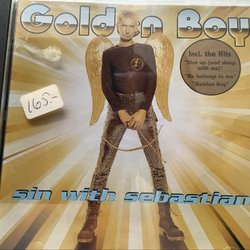 Golden Boy
incl. the Hits
"Shut up (and sleep
with me)"
"He belongs to me"
"Golden Boy"
165:-
sin with sebastian